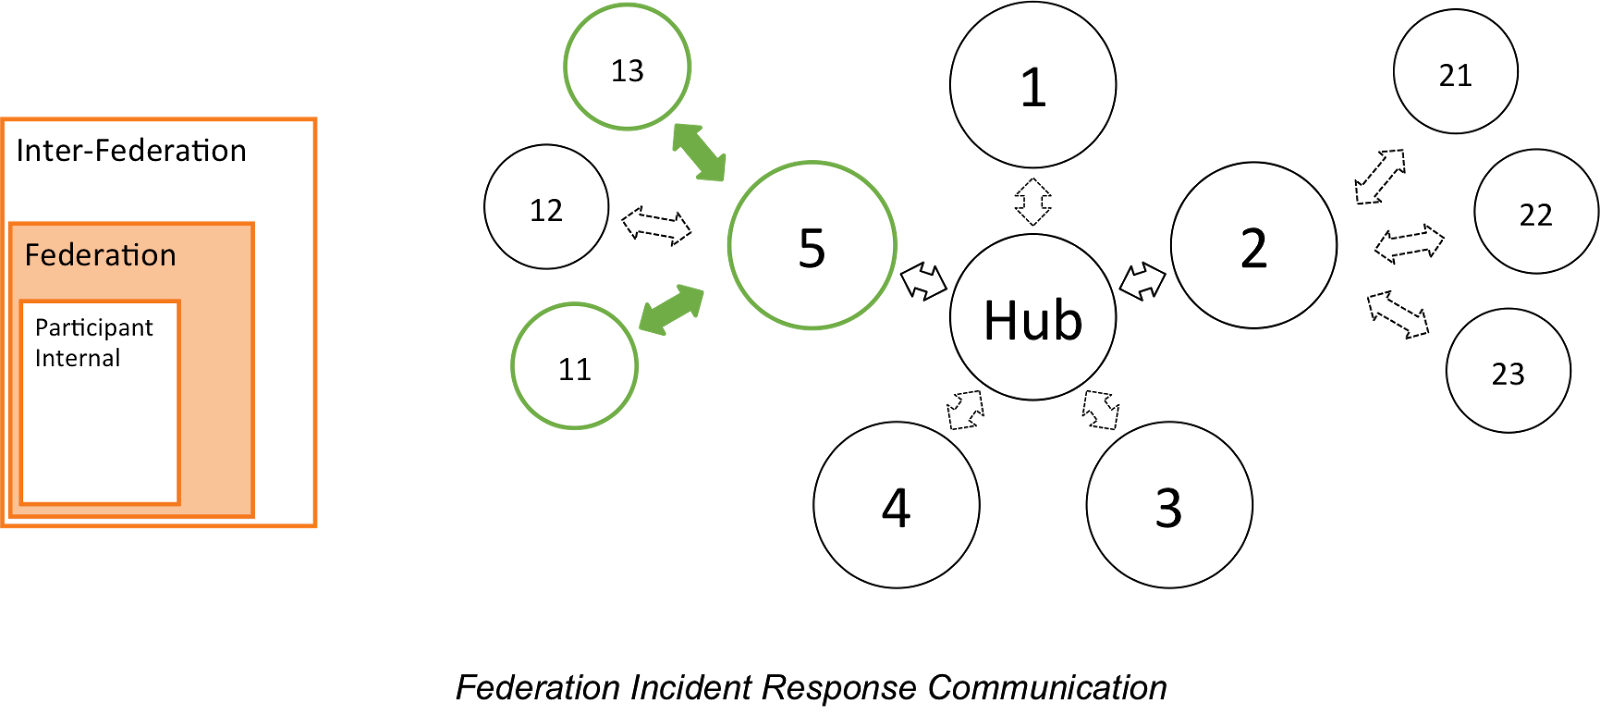 Inter-Federation
Federation
Participant
Internal
13
12
11
5
1
Hub
2
4
3
21
22
23
Federation Incident Response Communication